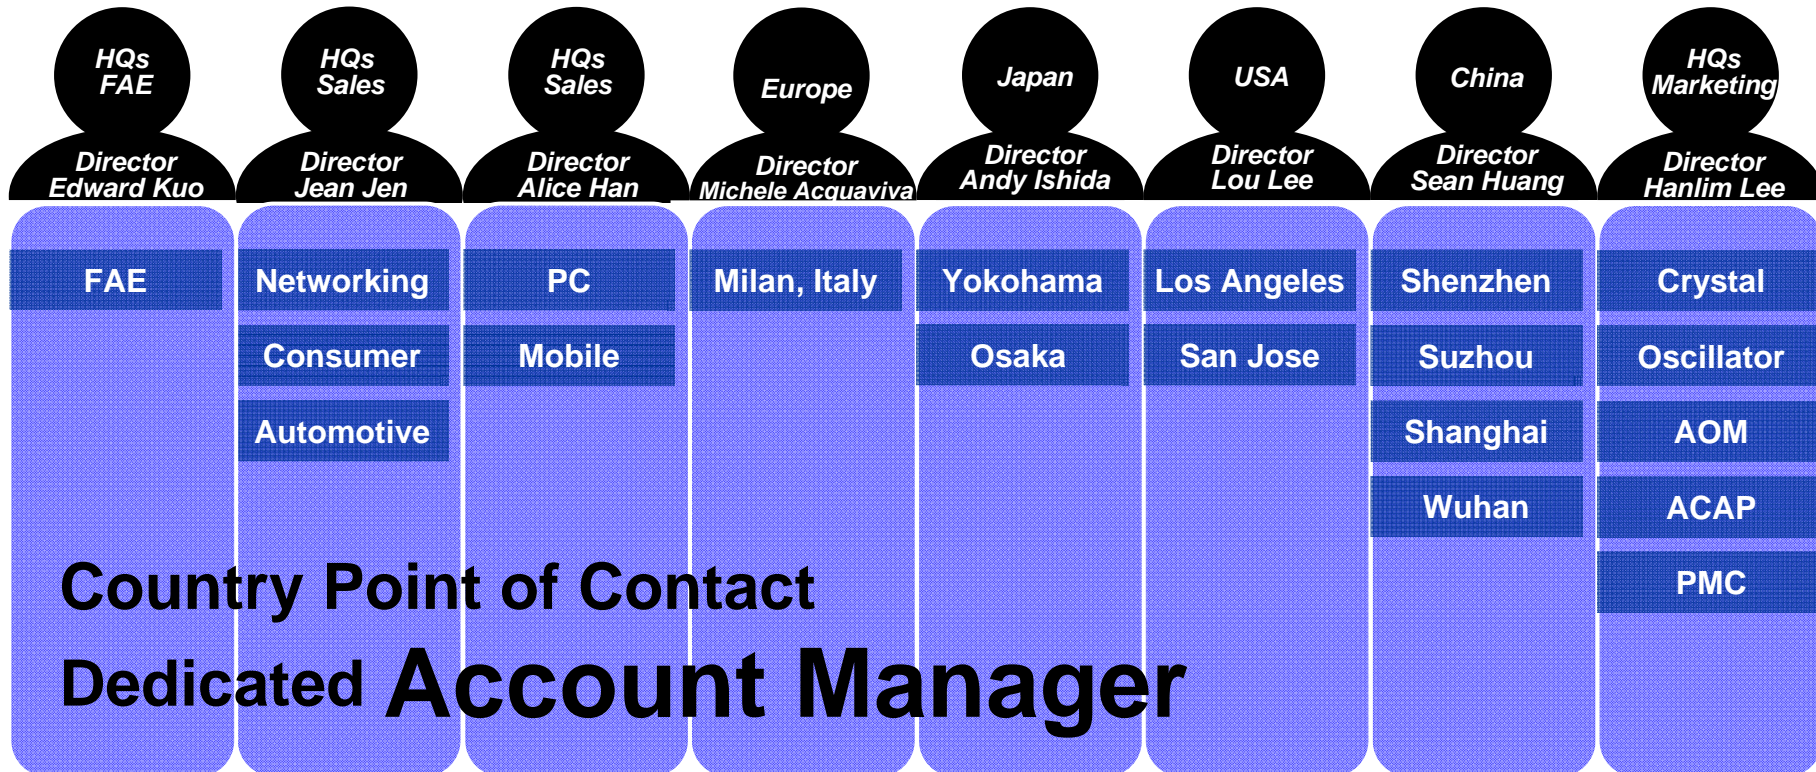 HQs
FAE
Director
Edward Kuo
FAE
HQs
Sales
Director
Jean Jen
Networking
Consumer
Automotive
HQs
Sales
Director
Alice Han
PC
Mobile
Europe
Director
Michele Acquaviva
Milan, Italy
Japan
Director
Andy Ishida
Yokohama
Osaka
USA
Director
Lou Lee
Los Angeles
San Jose
China
Director
Sean Huang
Shenzhen
Suzhou
Shanghai
Wuhan
HQs
Marketing
Director
Hanlim Lee
Crystal
Oscillator
AOM
ACAP
PMC
Country Point of Contact
Dedicated Account Manager